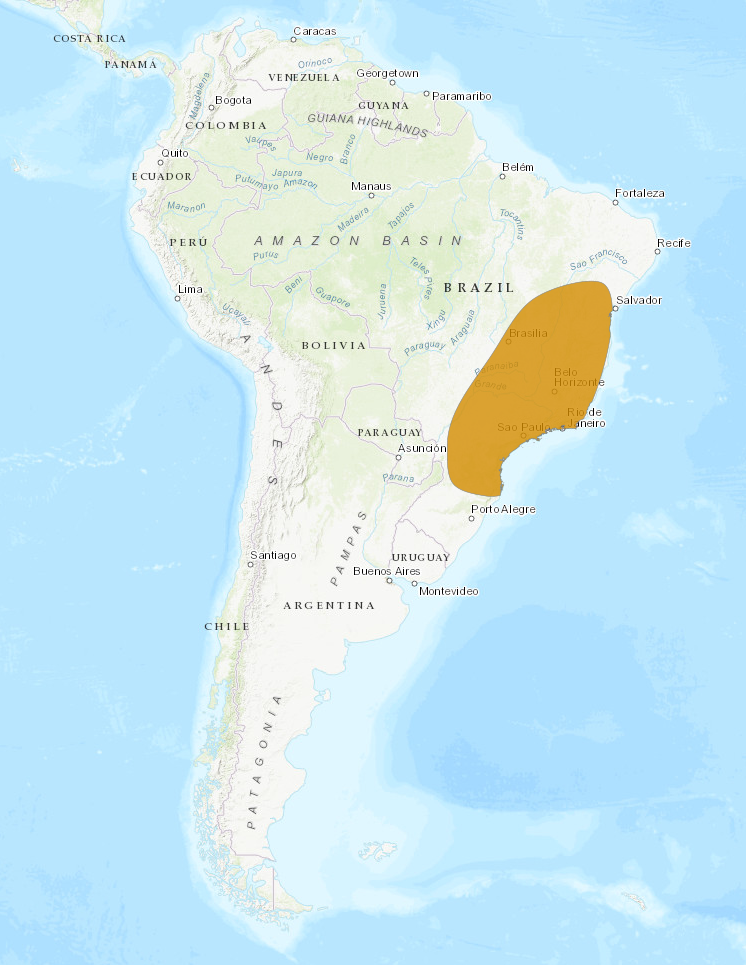 COSTA RICA
PANAMÁ
Caracas
Orinoco
VENEZUELA
Georgetown
Paramaribo
Magdalena
Bogota
COLOMBIA
GUYANA
GUIANA HIGHLANDS
Vaupes
Negro
Branco
Quito
ECUADOR
Japura
Putumayo
Amazon
Manaus
Belém
Fortaleza
Maranon
Madeira
Tapajos
Tocantins
PERÚ
AMAZON BASIN
Purus
Recife
Sao Francisco
Teles Pires
Lima
Beni
Guapore
Juruena
BRAZIL
Salvador
Ucayali
Xingu
Araguaia
Brasilia
BOLIVIA
Paraguay
Paranaiba
Grande
Belo
Horizonte
ANDES
Rio de
Janeiro
Sao Paulo
PARAGUAY
Asunción
Parana
Porto Alegre
PAMPAS
Santiago
URUGUAY
Buenos Aires
Montevideo
ARGENTINA
CHILE
PATAGONIA